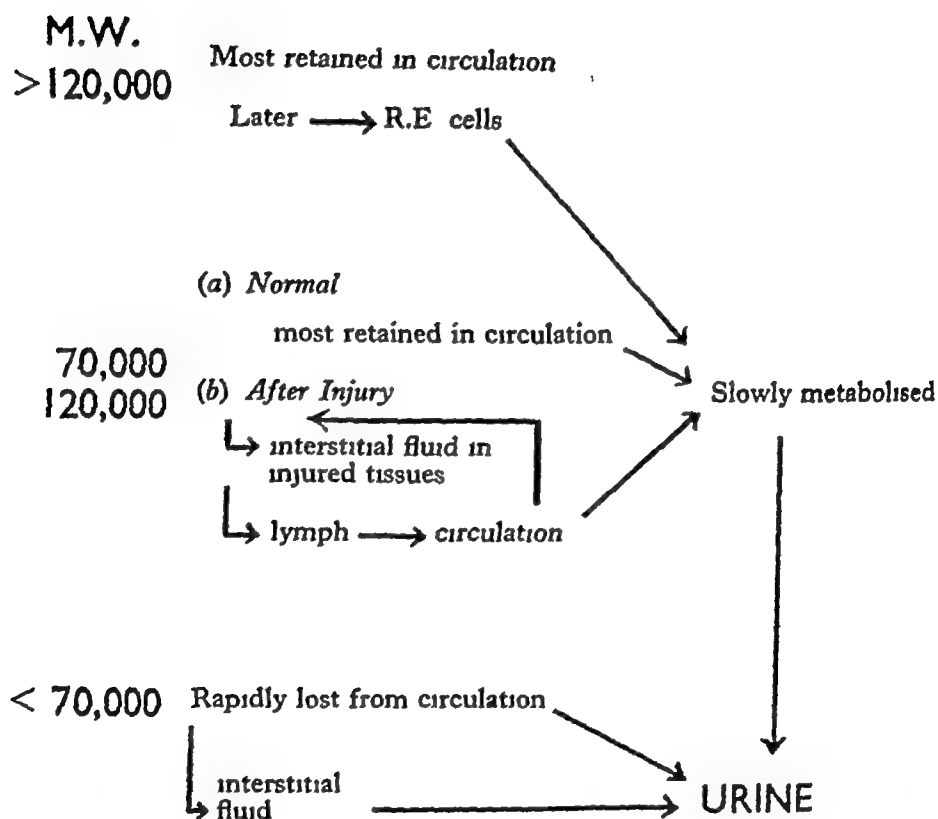 M.W.
>120,000
Most retained in circulation
Later → R.E cells
(a) Normal
most retained in circulation
70,000
120,000
(b) After Injury
interstitial fluid in
injured tissues
lymph → circulation
Slowly metabolised
< 70,000
Rapidly lost from circulation
interstitial
fluid
URINE